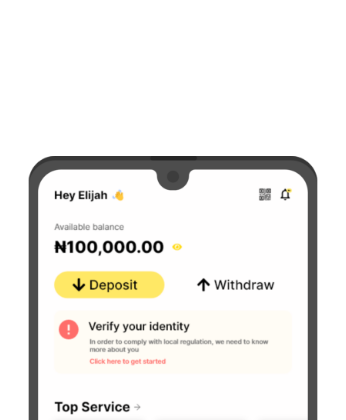 Hey Elijah 👋
Available balance
₦100,000.00
Deposit
Withdraw
Verify your identity
In order to comply with local regulation, we need to know
more about you
Click here to get started
Top Service →